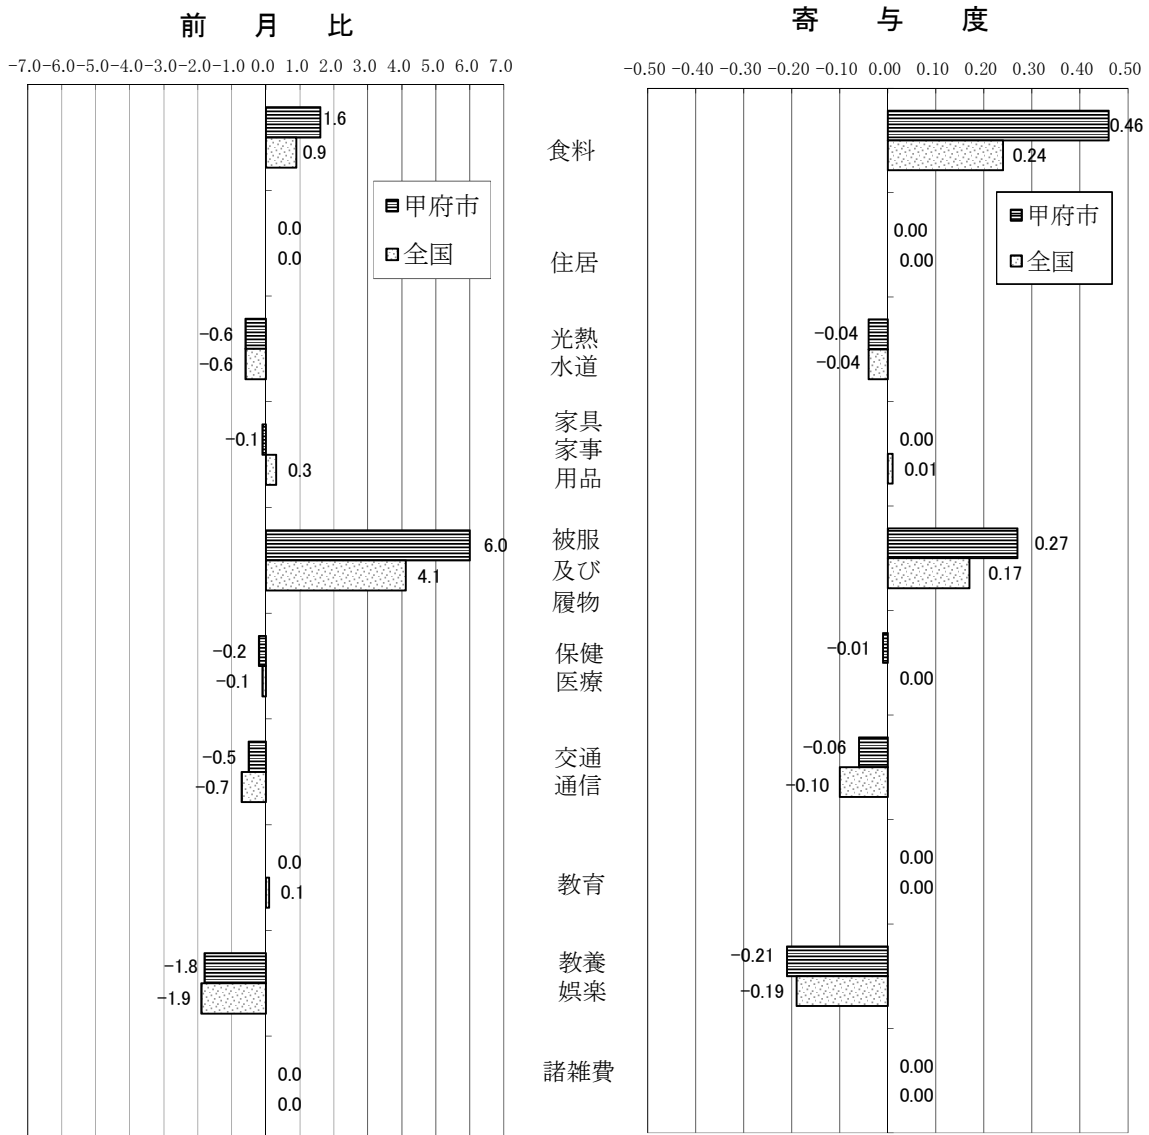 前 月 比
-7.0 -6.0 -5.0 -4.0 -3.0 -2.0 -1.0 0.0 1.0 2.0 3.0 4.0 5.0 6.0 7.0
1.6
0.9
甲府市
全国
0.0
0.0
-0.6
-0.6
-0.1
0.3
6.0
4.1
-0.2
-0.1
-0.5
-0.7
0.0
0.1
-1.8
-1.9
0.0
0.0
食料
住居
光熱
水道
家具
家事
用品
被服
及び
履物
保健
医療
交通
通信
教育
教養
娯楽
諸雑費
寄 与 度
-0.50 -0.40 -0.30 -0.20 -0.10 0.00 0.10 0.20 0.30 0.40 0.50
0.46
0.24
甲府市
全国
0.00
0.00
-0.04
-0.04
0.00
0.01
0.27
0.17
-0.01
0.00
-0.06
-0.10
0.00
0.00
-0.21
-0.19
0.00
0.00